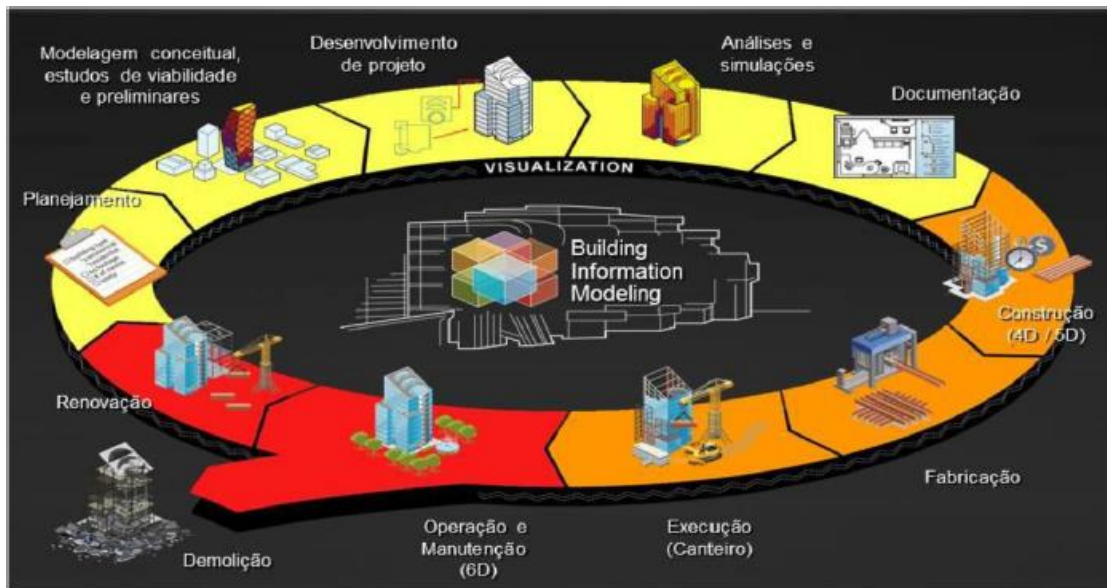 Modelagem conceitual,
estudos de viabilidade
e preliminares
Desenvolvimento
de projeto
Análises e
simulações
Documentação
VISUALIZATION
Planejamento
Building
Information
Modeling
Construção
(4D / 5D)
Renovação
Fabricação
Operação e
Manutenção
(6D)
Execução
(Canteiro)
Demolição